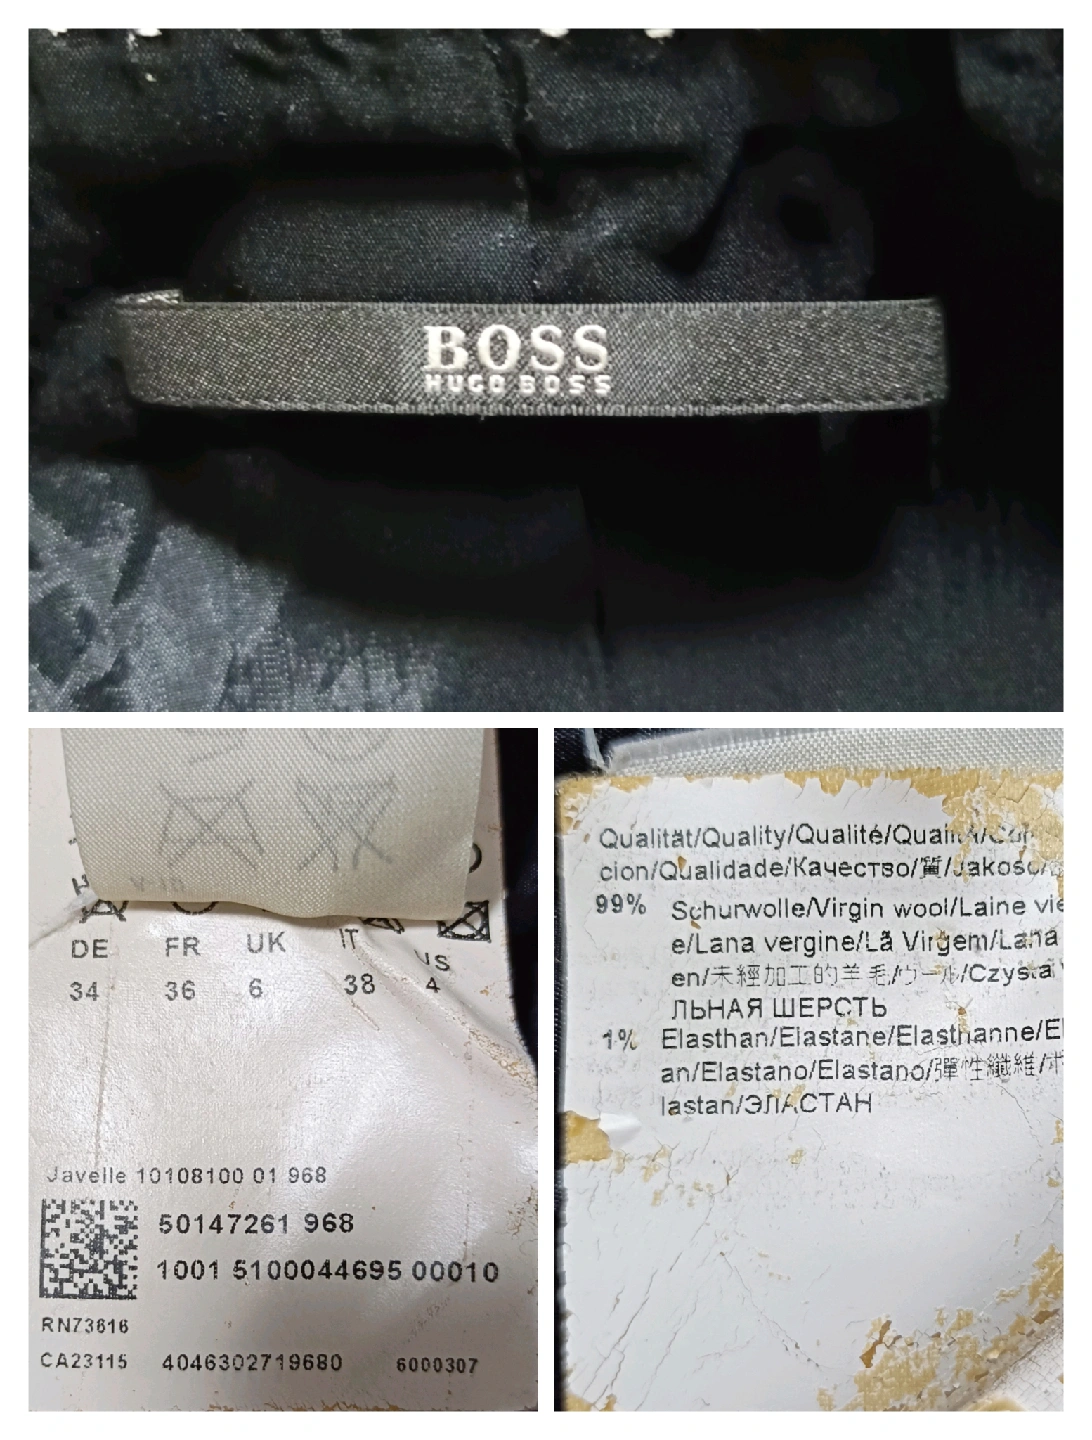 BOSS
HUGO BOSS
DE FR UK IT US
34 36 6 38 4
Javelle 10108100 01 968
50147261 968
1001 5100044695 00010
RN73616
CA23115 4046302719680 6000307
Qualität/Quality/Qualité/Qualità/
cion/Qualidade/Качество/質/Jakość/
99% Schurwolle/Virgin wool/Laine vie
e/Lana vergine/Lã Virgem/Lana
en/未經加工的羊毛/ウール/Czysta
ЛЬНАЯ ШЕРСТЬ
1% Elasthan/Elastane/Elasthanne/El
an/Elastano/Elastano/彈性纖維/ポ
lastan/ЭЛАСТАН